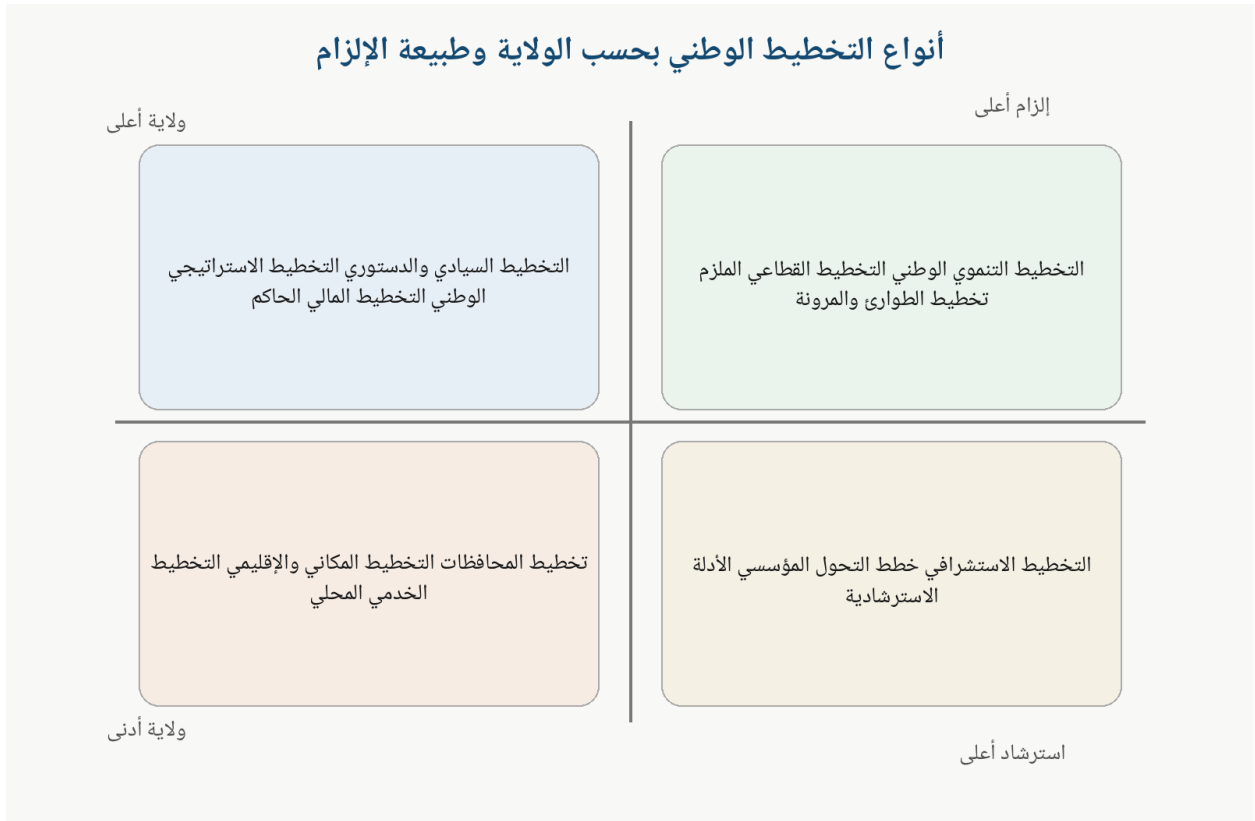 أنواع التخطيط الوطني بحسب الولاية وطبيعة الإلزام
إلزام أعلى
ولاية أعلى
التخطيط التنموي الوطني التخطيط القطاعي الملزم
تخطيط الطوارئ والمرونة
التخطيط السيادي والدستوري التخطيط الاستراتيجي
الوطني التخطيط المالي الحاكم
التخطيط الاستشرافي خطط التحول المؤسسي الأدلة
الاسترشادية
تخطيط المحافظات التخطيط المكاني والإقليمي التخطيط
الخدمي المحلي
ولاية أدنى
استرشاد أعلى